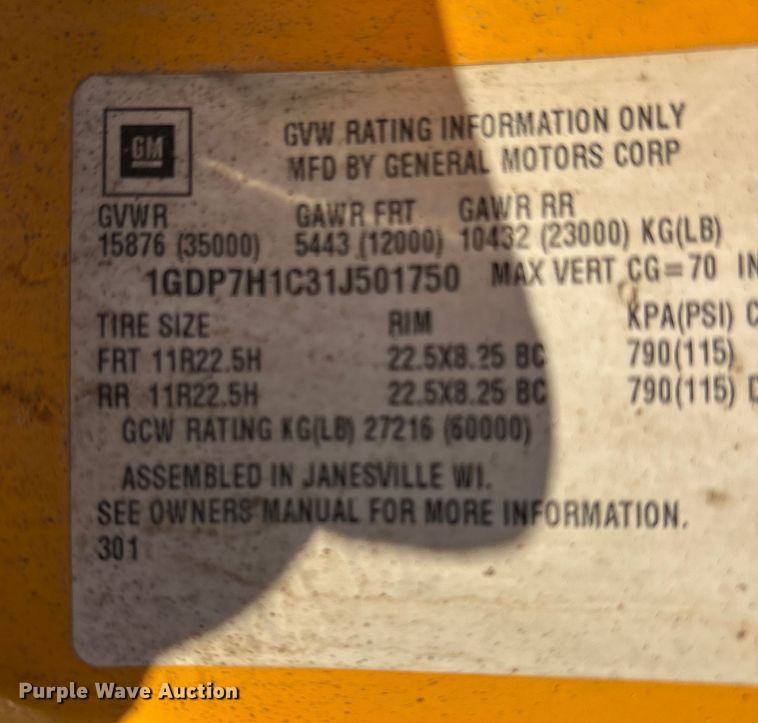 GM
GVW RATING INFORMATION ONLY
MFD BY GENERAL MOTORS CORP
GVWR GAWR FRT GAWR RR
15876 (35000) 5443 (12000) 10432 (23000) KG(LB)
1GDP7H1C31J501750 MAX VERT CG=70 IN
TIRE SIZE RIM KPA(PSI) C
FRT 11R22.5H 22.5X8.25 BC 790(115)
RR 11R22.5H 22.5X8.25 BC 790(115)
GCW RATING KG(LB) 27216 (60000)
ASSEMBLED IN JANESVILLE WI.
SEE OWNERS MANUAL FOR MORE INFORMATION.
301
Purple Wave Auction